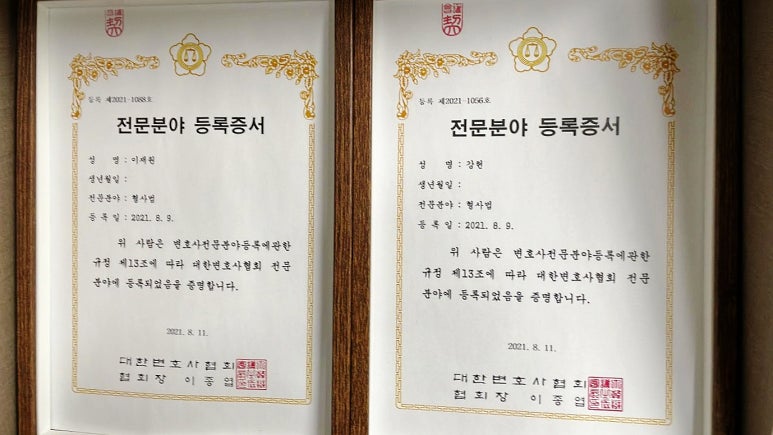 등록 제2021-1088호
전문분야 등록증서
성 명 : 이재원
생년월일 :
전문분야 : 형사법
등 록 일 : 2021. 8. 9.
위 사람은 변호사전문분야등록에관한
규정 제13조에 따라 대한변호사협회 전문
분야에 등록되었음을 증명합니다.
2021. 8. 11.
대한변호사협회
협회장 이종엽
등록 제2021-1056호
전문분야 등록증서
성 명 : 강헌
생년월일 :
전문분야 : 형사법
등 록 일 : 2021. 8. 9.
위 사람은 변호사전문분야등록에관한
규정 제13조에 따라 대한변호사협회 전문
분야에 등록되었음을 증명합니다.
2021. 8. 11.
대한변호사협회
협회장 이종엽